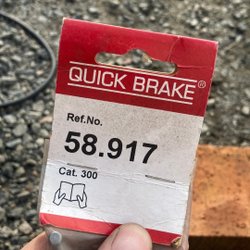 QUICK BRAKE®
Ref.No.
58.917
Cat. 300